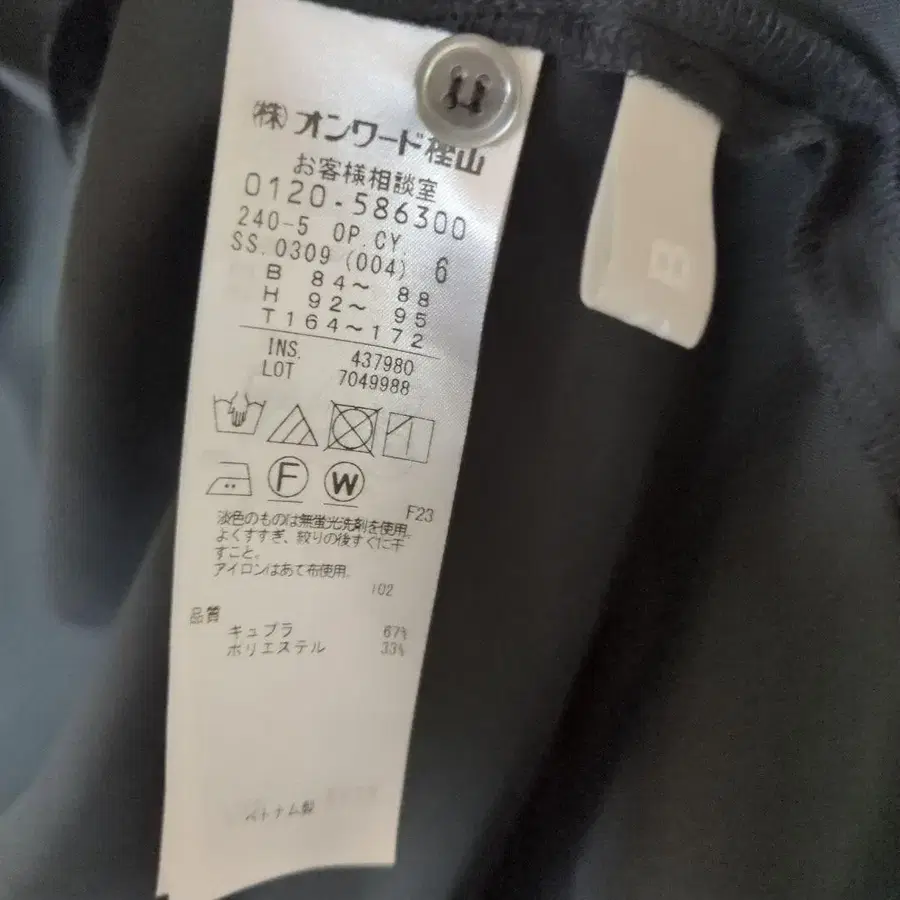 (株)オンワード樫山
お客様相談室
0120-586300
240-5 OP.CY
SS.0309 (004) 6
B 84〜 88
H 92〜 95
T164〜172
INS. 437980
LOT 7049988
F W
F23
淡色のものは無蛍光洗剤を使用。
よくすすぎ、絞りの後すぐに干
すこと。
アイロンはあて布使用。
102
品質
キュプラ 67%
ポリエステル 33%
ベトナム製
B